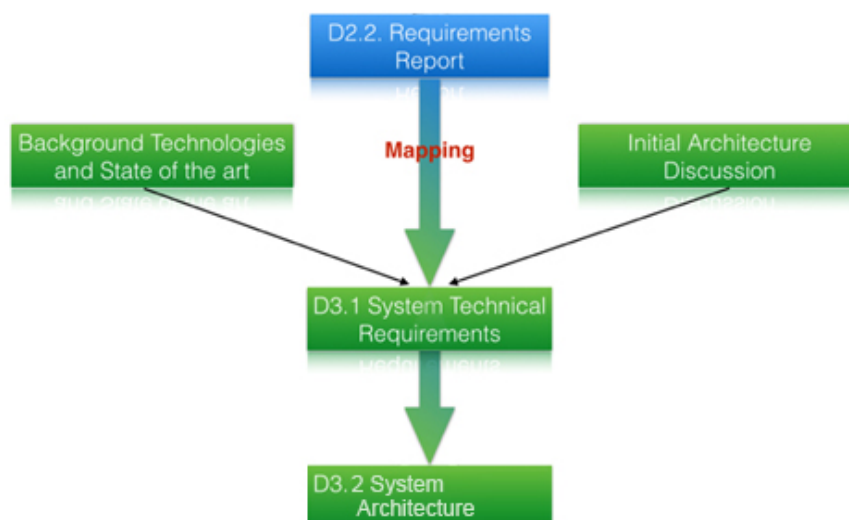 D2.2. Requirements
Report
Background Technologies
and State of the art
Mapping
Initial Architecture
Discussion
D3.1 System Technical
Requirements
D3.2 System
Architecture